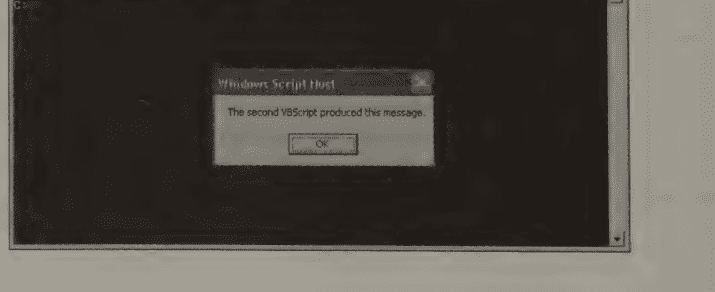 C:
Windows Script Host
The second VBScript produced this message.
OK